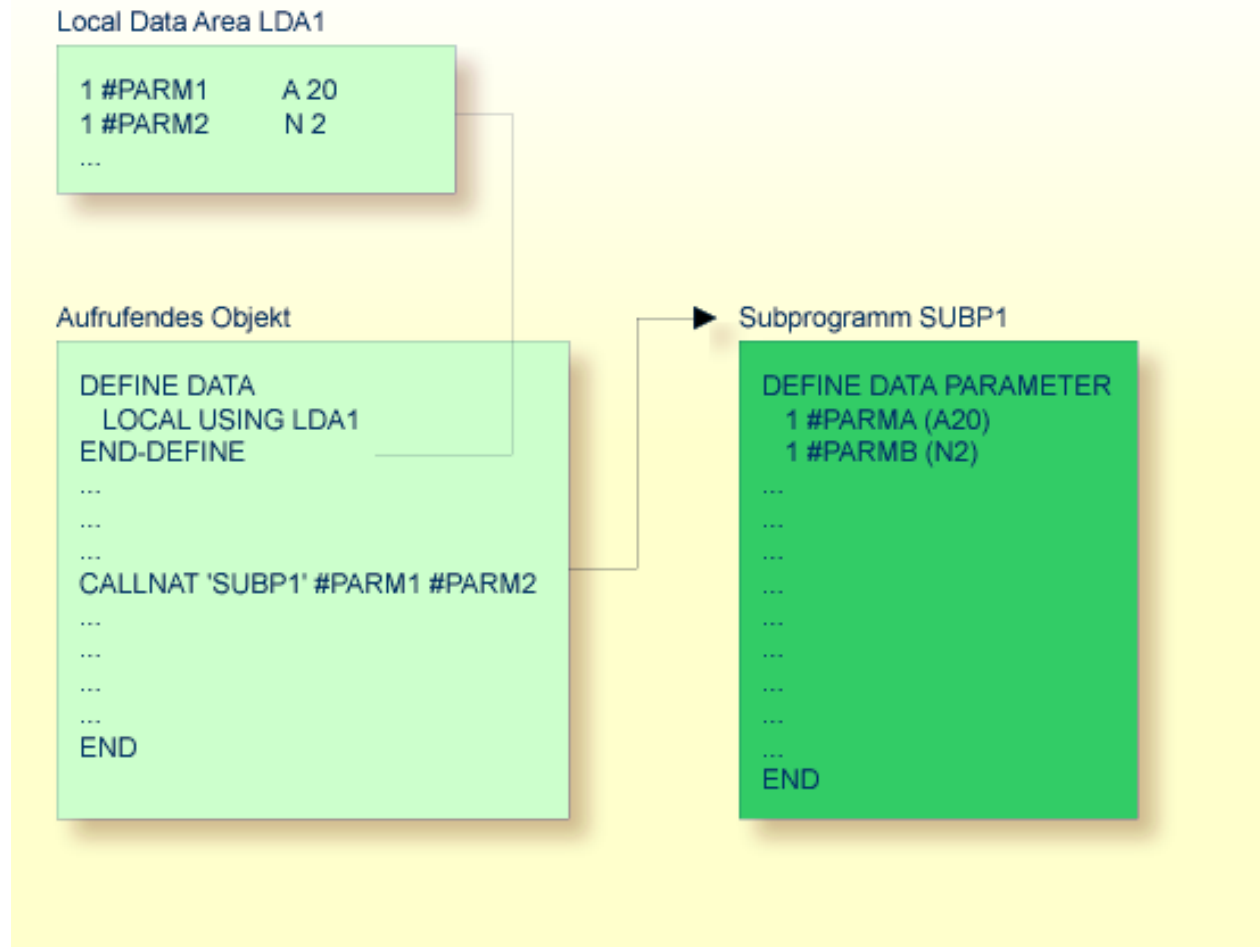 Local Data Area LDA1
1 #PARM1 A 20
1 #PARM2 N 2
...
Aufrufendes Objekt
DEFINE DATA
LOCAL USING LDA1
END-DEFINE
...
...
...
CALLNAT 'SUBP1' #PARM1 #PARM2
...
...
...
...
END
Subprogramm SUBP1
DEFINE DATA PARAMETER
1 #PARMA (A20)
1 #PARMB (N2)
...
...
...
...
...
...
...
...
...
END